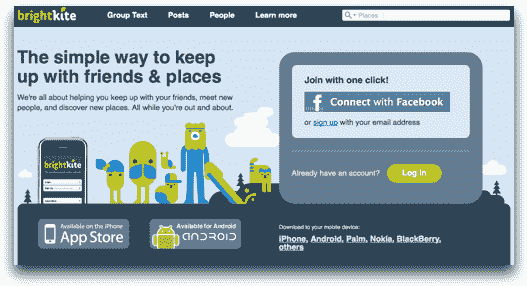 brightkite
Group Text
Posts
People
Learn more
Places
The simple way to keep
up with friends & places
We're all about helping you keep up with your friends, meet new
people, and discover new places. All while you're out and about.
Join with one click!
f Connect with Facebook
or sign up with your email address
Already have an account?
Log in
brightkite
Available on the iPhone
App Store
Available for Android
ANDROID
Download to your mobile device:
iPhone, Android, Palm, Nokia, BlackBerry,
others